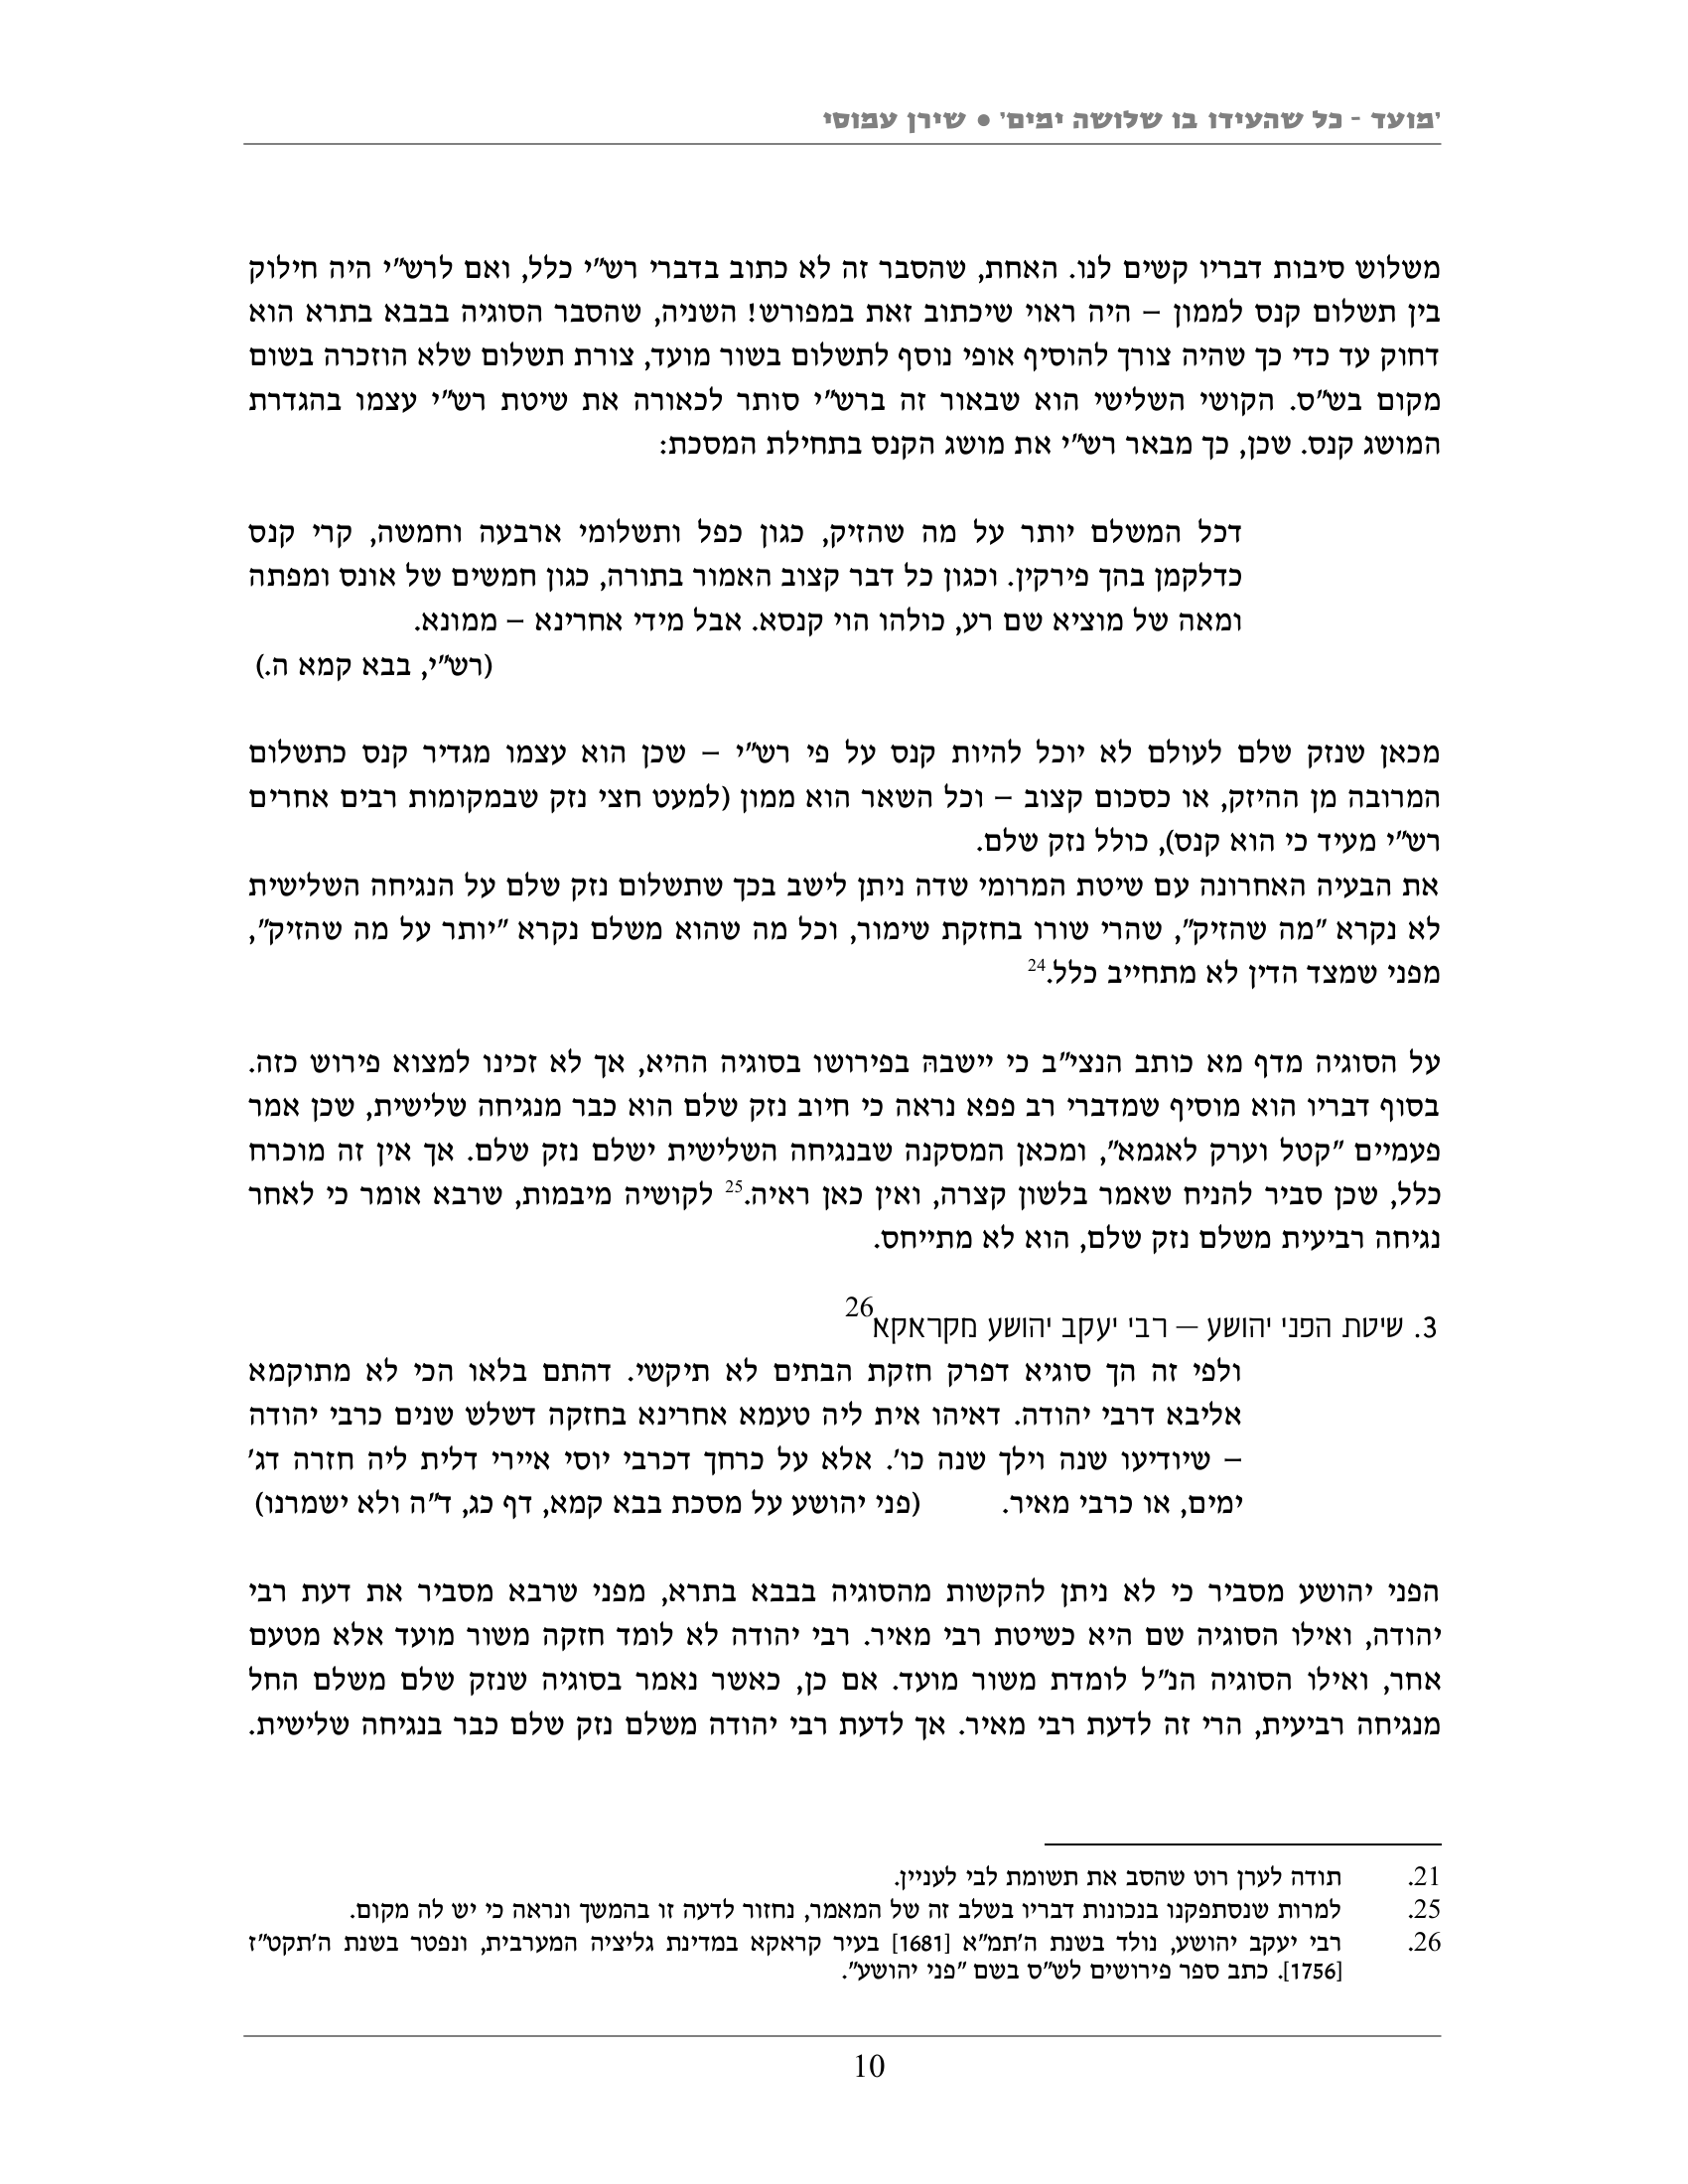 'מועד - כל שהעידו בו שלושה ימים' ● שירן עמוסי
משלוש סיבות דבריו קשים לנו. האחת, שהסבר זה לא כתוב בדברי רש"י כלל, ואם לרש"י היה חילוק
בין תשלום קנס לממון – היה ראוי שיכתוב זאת במפורש! השניה, שהסבר הסוגיה בבבא בתרא הוא
דחוק עד כדי כך שהיה צורך להוסיף אופי נוסף לתשלום בשור מועד, צורת תשלום שלא הוזכרה בשום
מקום בש"ס. הקושי השלישי הוא שבאור זה ברש"י סותר לכאורה את שיטת רש"י עצמו בהגדרת
המושג קנס. שכן, כך מבאר רש"י את מושג הקנס בתחילת המסכת:
דכל המשלם יותר על מה שהזיק, כגון כפל ותשלומי ארבעה וחמשה, קרי קנס
כדלקמן בהך פירקין. וכגון כל דבר קצוב האמור בתורה, כגון חמשים של אונס ומפתה
ומאה של מוציא שם רע, כולהו הוי קנסא. אבל מידי אחרינא – ממונא.
(רש"י, בבא קמא ה.)
מכאן שנזק שלם לעולם לא יוכל להיות קנס על פי רש"י – שכן הוא עצמו מגדיר קנס כתשלום
המרובה מן ההיזק, או כסכום קצוב – וכל השאר הוא ממון (למעט חצי נזק שבמקומות רבים אחרים
רש"י מעיד כי הוא קנס), כולל נזק שלם.
את הבעיה האחרונה עם שיטת המרומי שדה ניתן לישב בכך שתשלום נזק שלם על הנגיחה השלישית
לא נקרא "מה שהזיק", שהרי שורו בחזקת שימור, וכל מה שהוא משלם נקרא "יותר על מה שהזיק",
מפני שמצד הדין לא מתחייב כלל.24
על הסוגיה מדף מא כותב הנצי"ב כי יישבהּ בפירושו בסוגיה ההיא, אך לא זכינו למצוא פירוש כזה.
בסוף דבריו הוא מוסיף שמדברי רב פפא נראה כי חיוב נזק שלם הוא כבר מנגיחה שלישית, שכן אמר
פעמיים "קטל וערק לאגמא", ומכאן המסקנה שבנגיחה השלישית ישלם נזק שלם. אך אין זה מוכרח
כלל, שכן סביר להניח שאמר בלשון קצרה, ואין כאן ראיה.25 לקושיה מיבמות, שרבא אומר כי לאחר
נגיחה רביעית משלם נזק שלם, הוא לא מתייחס.
3. שיטת הפני יהושע – רבי יעקב יהושע מקראקא26
ולפי זה הך סוגיא דפרק חזקת הבתים לא תיקשי. דהתם בלאו הכי לא מתוקמא
אליבא דרבי יהודה. דאיהו אית ליה טעמא אחרינא בחזקה דשלש שנים כרבי יהודה
– שיודיעו שנה וילך שנה כו'. אלא על כרחך דכרבי יוסי איירי דלית ליה חזרה דג'
ימים, או כרבי מאיר. (פני יהושע על מסכת בבא קמא, דף כג, ד"ה ולא ישמרנו)
הפני יהושע מסביר כי לא ניתן להקשות מהסוגיה בבבא בתרא, מפני שרבא מסביר את דעת רבי
יהודה, ואילו הסוגיה שם היא כשיטת רבי מאיר. רבי יהודה לא לומד חזקה משור מועד אלא מטעם
אחר, ואילו הסוגיה הנ"ל לומדת משור מועד. אם כן, כאשר נאמר בסוגיה שנזק שלם משלם החל
מנגיחה רביעית, הרי זה לדעת רבי מאיר. אך לדעת רבי יהודה משלם נזק שלם כבר בנגיחה שלישית.
21. תודה לערן רוט שהסב את תשומת לבי לעניין.
25. למרות שנסתפקנו בנכונות דבריו בשלב זה של המאמר, נחזור לדעה זו בהמשך ונראה כי יש לה מקום.
26. רבי יעקב יהושע, נולד בשנת ה'תמ"א [1681] בעיר קראקא במדינת גליציה המערבית, ונפטר בשנת ה'תקט"ז
[1756]. כתב ספר פירושים לש"ס בשם "פני יהושע".
10